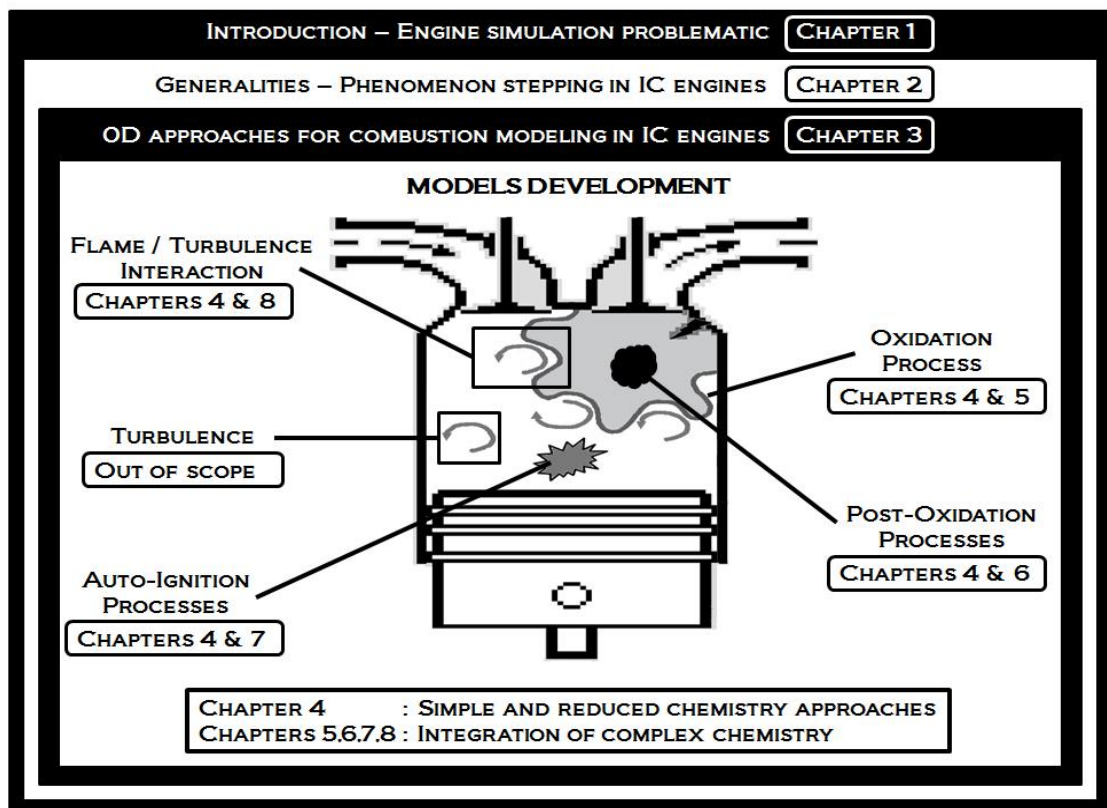 INTRODUCTION – ENGINE SIMULATION PROBLEMATIC CHAPTER 1
GENERALITIES – PHENOMENON STEPPING IN IC ENGINES CHAPTER 2
0D APPROACHES FOR COMBUSTION MODELING IN IC ENGINES CHAPTER 3
MODELS DEVELOPMENT
FLAME / TURBULENCE
INTERACTION
CHAPTERS 4 & 8
OXIDATION
PROCESS
CHAPTERS 4 & 5
TURBULENCE
OUT OF SCOPE
POST-OXIDATION
PROCESSES
CHAPTERS 4 & 6
AUTO-IGNITION
PROCESSES
CHAPTERS 4 & 7
CHAPTER 4 : SIMPLE AND REDUCED CHEMISTRY APPROACHES
CHAPTERS 5,6,7,8 : INTEGRATION OF COMPLEX CHEMISTRY